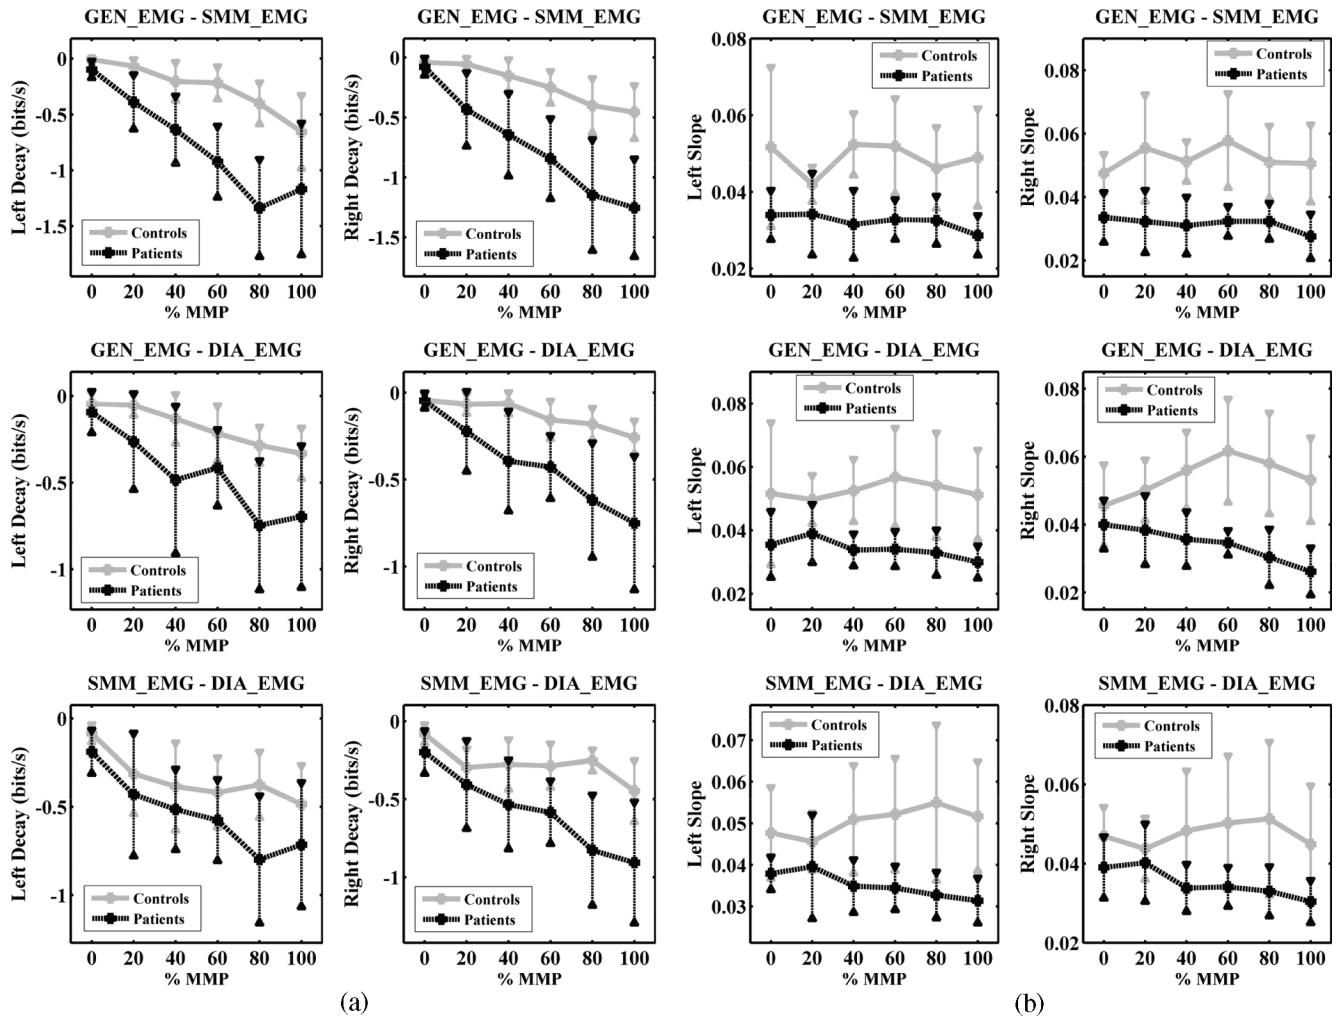 GEN_EMG - SMM_EMG
Left Decay (bits/s)
0
-0.5
-1
-1.5
Controls
Patients
0 20 40 60 80 100
% MMP
GEN_EMG - SMM_EMG
Right Decay (bits/s)
0
-0.5
-1
-1.5
Controls
Patients
0 20 40 60 80 100
% MMP
GEN_EMG - SMM_EMG
Left Slope
0.08
0.06
0.04
0.02
Controls
Patients
0 20 40 60 80 100
% MMP
GEN_EMG - SMM_EMG
Right Slope
0.08
0.06
0.04
0.02
Controls
Patients
0 20 40 60 80 100
% MMP
GEN_EMG - DIA_EMG
Left Decay (bits/s)
0
-0.5
-1
Controls
Patients
0 20 40 60 80 100
% MMP
GEN_EMG - DIA_EMG
Right Decay (bits/s)
0
-0.5
-1
Controls
Patients
0 20 40 60 80 100
% MMP
GEN_EMG - DIA_EMG
Left Slope
0.08
0.06
0.04
0.02
Controls
Patients
0 20 40 60 80 100
% MMP
GEN_EMG - DIA_EMG
Right Slope
0.08
0.06
0.04
0.02
Controls
Patients
0 20 40 60 80 100
% MMP
SMM_EMG - DIA_EMG
Left Decay (bits/s)
0
-0.5
-1
Controls
Patients
0 20 40 60 80 100
% MMP
SMM_EMG - DIA_EMG
Right Decay (bits/s)
0
-0.5
-1
Controls
Patients
0 20 40 60 80 100
% MMP
SMM_EMG - DIA_EMG
Left Slope
0.07
0.06
0.05
0.04
0.03
Controls
Patients
0 20 40 60 80 100
% MMP
SMM_EMG - DIA_EMG
Right Slope
0.08
0.06
0.04
0.02
Controls
Patients
0 20 40 60 80 100
% MMP
(a)
(b)